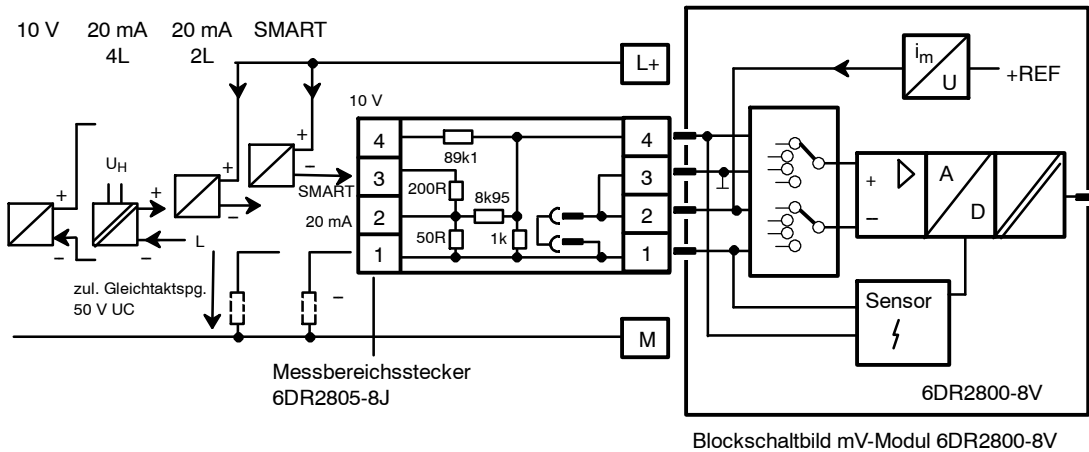 10 V 20 mA 20 mA SMART
4L 2L
L+
i m
U
+REF
10 V
4 4
89k1
U H
+ +
3 3
SMART
200R
8k95
20 mA
2 2
50R
1k
1 1
L
zul. Gleichtaktspg.
50 V UC
M
+ A
– D
Sensor
Messbereichsstecker
6DR2805-8J
6DR2800-8V
Blockschaltbild mV-Modul 6DR2800-8V